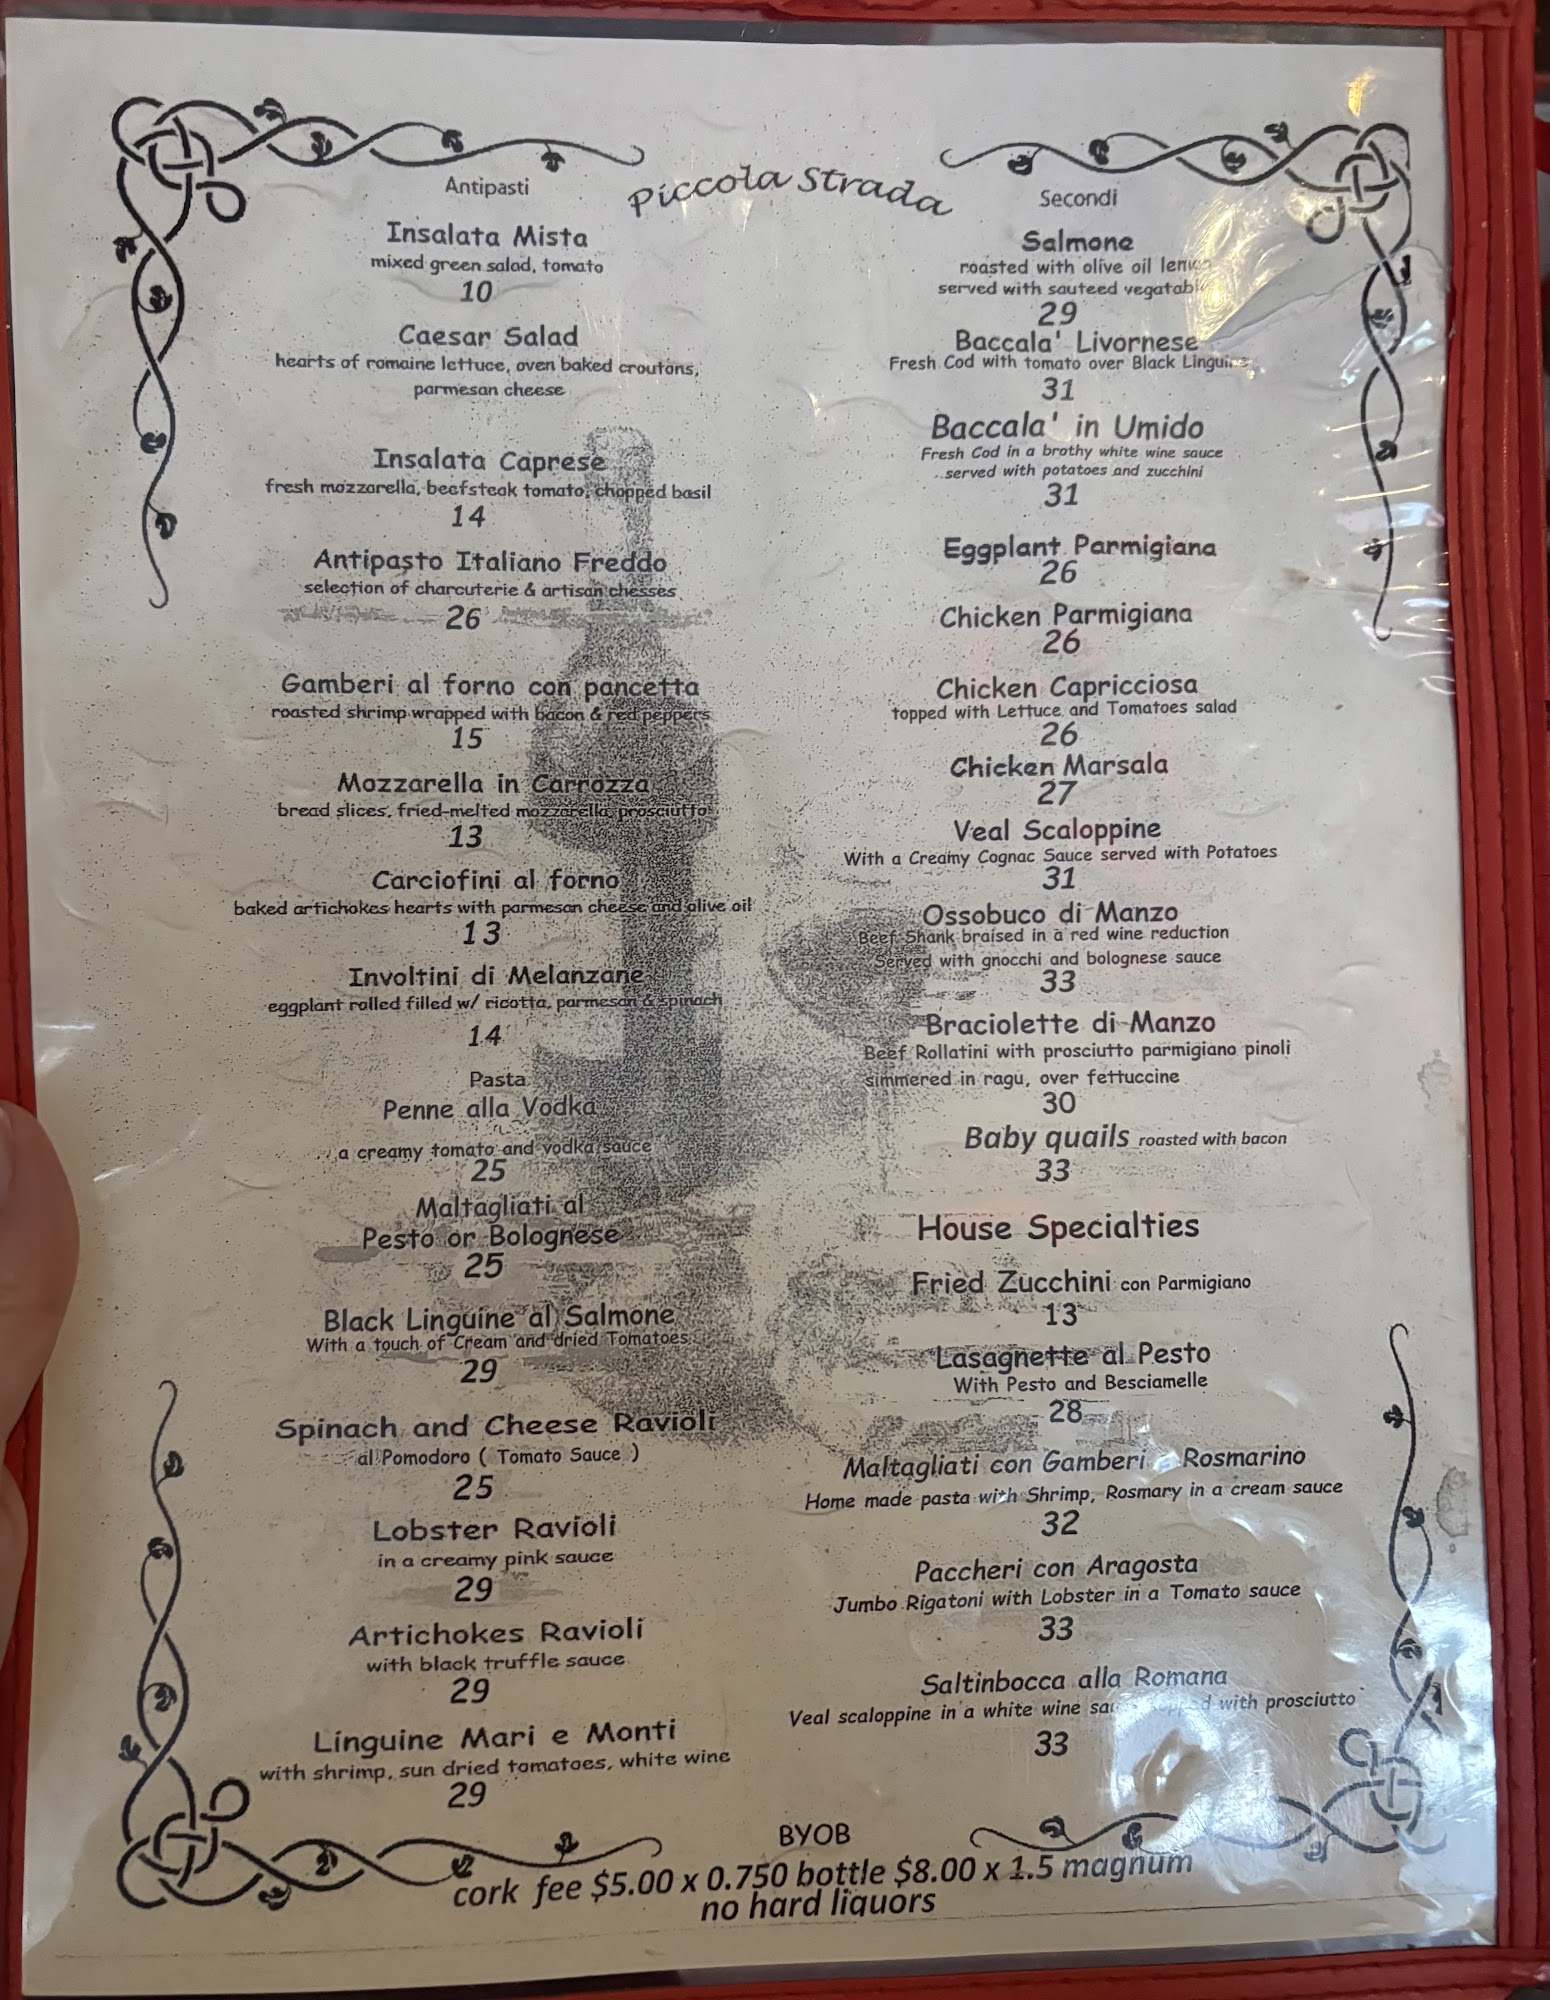 Piccola Strada
Antipasti
Insalata Mista
mixed green salad, tomato
10
Caesar Salad
hearts of romaine lettuce, oven baked croutons,
parmesan cheese
Insalata Caprese
fresh mozzarella, beefsteak tomato, chopped basil
14
Antipasto Italiano Freddo
selection of charcuterie & artisan chesses
26
Gamberi al forno con pancetta
roasted shrimp wrapped with bacon & red peppers
15
Mozzarella in Carrozza
bread slices, fried-melted mozzarella, prosciutto
13
Carciofini al forno
baked artichokes hearts with parmesan cheese and olive oil
13
Involtini di Melanzane
eggplant rolled filled w/ ricotta, parmesan & spinach
14
Pasta
Penne alla Vodka
a creamy tomato and vodka sauce
25
Maltagliati al
Pesto or Bolognese
25
Black Linguine al Salmone
With a touch of Cream and dried Tomatoes
29
Spinach and Cheese Ravioli
al Pomodoro ( Tomato Sauce )
25
Lobster Ravioli
in a creamy pink sauce
29
Artichokes Ravioli
with black truffle sauce
29
Linguine Mari e Monti
with shrimp, sun dried tomatoes, white wine
29
Secondi
Salmone
roasted with olive oil
served with sauteed
29
Baccala' Livornese
Fresh Cod with tomato over Black Linguine
31
Baccala' in Umido
Fresh Cod in a brothy white wine sauce
served with potatoes and zucchini
31
Eggplant Parmigiana
26
Chicken Parmigiana
26
Chicken Capricciosa
topped with Lettuce and Tomatoes salad
26
Chicken Marsala
27
Veal Scaloppine
With a Creamy Cognac Sauce served with Potatoes
31
Ossobuco di Manzo
Beef Shank braised in a red wine reduction
Served with gnocchi and bolognese sauce
33
Braciolette di Manzo
Beef Rollatini with prosciutto parmigiano pinoli
simmered in ragu, over fettuccine
30
Baby quails roasted with bacon
33
House Specialties
Fried Zucchini con Parmigiano
13
Lasagnette al Pesto
With Pesto and Besciamelle
28
Maltagliati con Gamberi Rosmarino
Home made pasta with Shrimp, Rosmary in a cream sauce
32
Paccheri con Aragosta
Jumbo Rigatoni with Lobster in a Tomato sauce
33
Saltinbocca alla Romana
Veal scaloppine in a white wine with prosciutto
33
BYOB
cork fee $5.00 x 0.750 bottle $8.00 x 1.5 magnum
no hard liquors